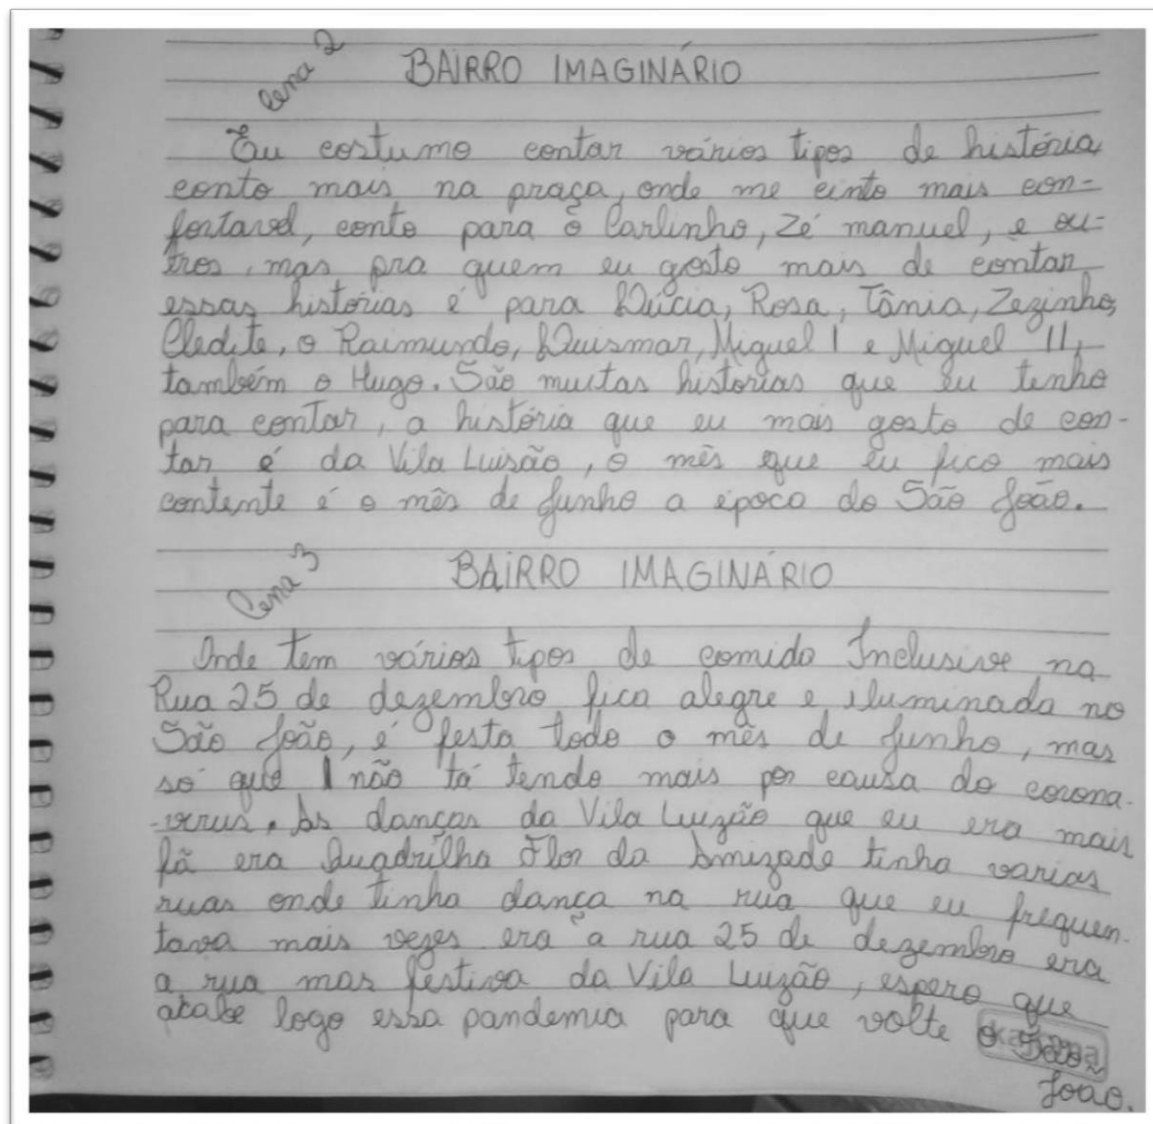 Cena 2
BAIRRO IMAGINÁRIO
Eu costumo contar vários tipos de história
conto mais na praça, onde me cinto mais con-
fortavel, conto para o Carlinho, Zé manuel, e ou-
tros, mas pra quem eu gosto mais de contar
essas histórias é para Lúcia, Rosa, Tânia, Zezinho,
Cledite, o Raimundo, Luismar, Miguel I e Miguel II,
também o Hugo. São muitas histórias que eu tenho
para contar, a história que eu mais gosto de con-
tar é da Vila Luisão, o mês que eu fico mais
contente é o mês de Junho a época do São João.
Cena 3
BAIRRO IMAGINÁRIO
Onde tem vários tipos de comida Inclusive na
Rua 25 de dezembro fica alegre e iluminada no
São João, é festa todo o mês de Junho, mas
só que não tá tendo mais por causa do corona-
-virus. As danças da Vila Luizão que eu era mais
fã era Quadrilha Flor da Amizade tinha varias
ruas onde tinha dança na rua que eu frequen-
tava mais vezes era a rua 25 de dezembro era
a rua mas festiva da Vila Luizão, espero que
acabe logo essa pandemia para que volte o São
João.